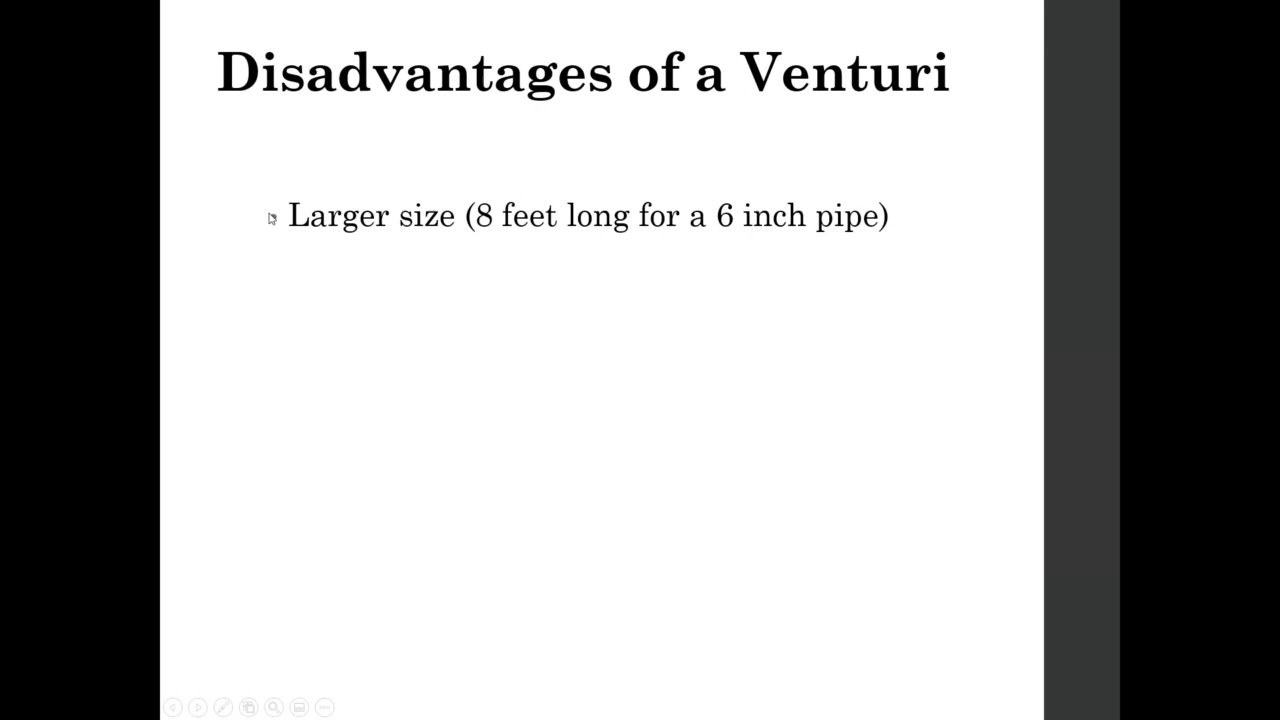 Disadvantages of a Venturi
Larger size (8 feet long for a 6 inch pipe)